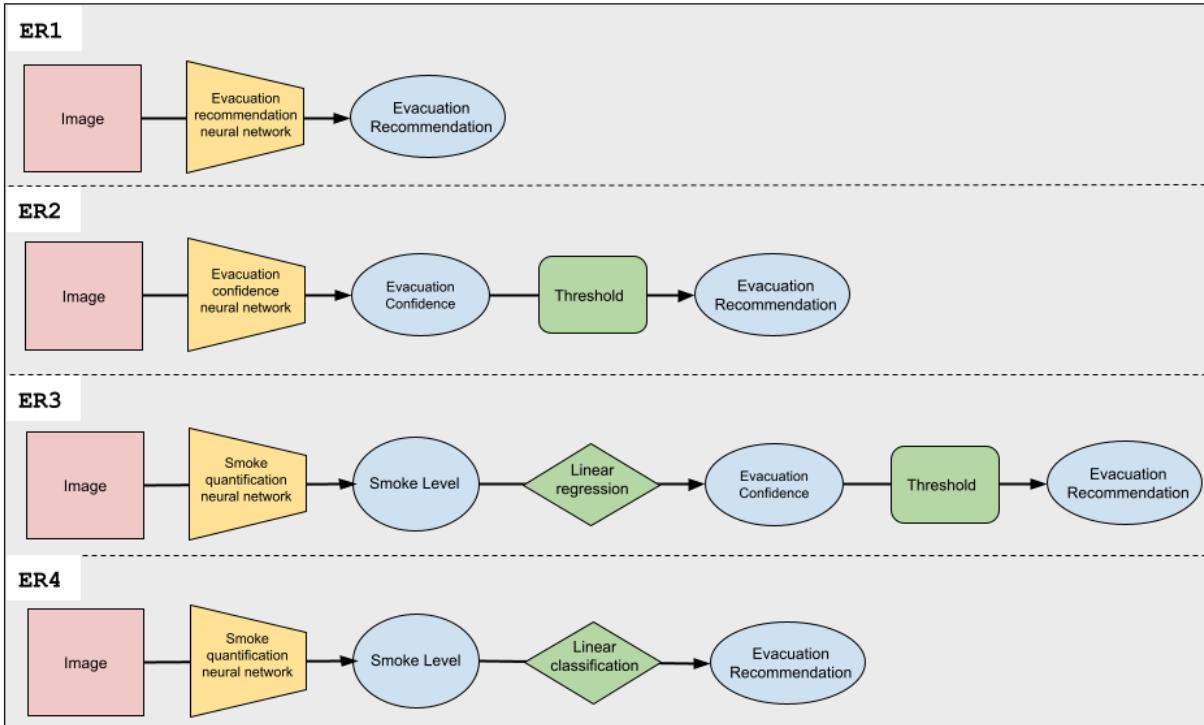 ER1
Image
Evacuation
recommendation
neural network
Evacuation
Recommendation
ER2
Image
Evacuation
confidence
neural network
Evacuation
Confidence
Threshold
Evacuation
Recommendation
ER3
Image
Smoke
quantification
neural network
Smoke Level
Linear
regression
Evacuation
Confidence
Threshold
Evacuation
Recommendation
ER4
Image
Smoke
quantification
neural network
Smoke Level
Linear
classification
Evacuation
Recommendation